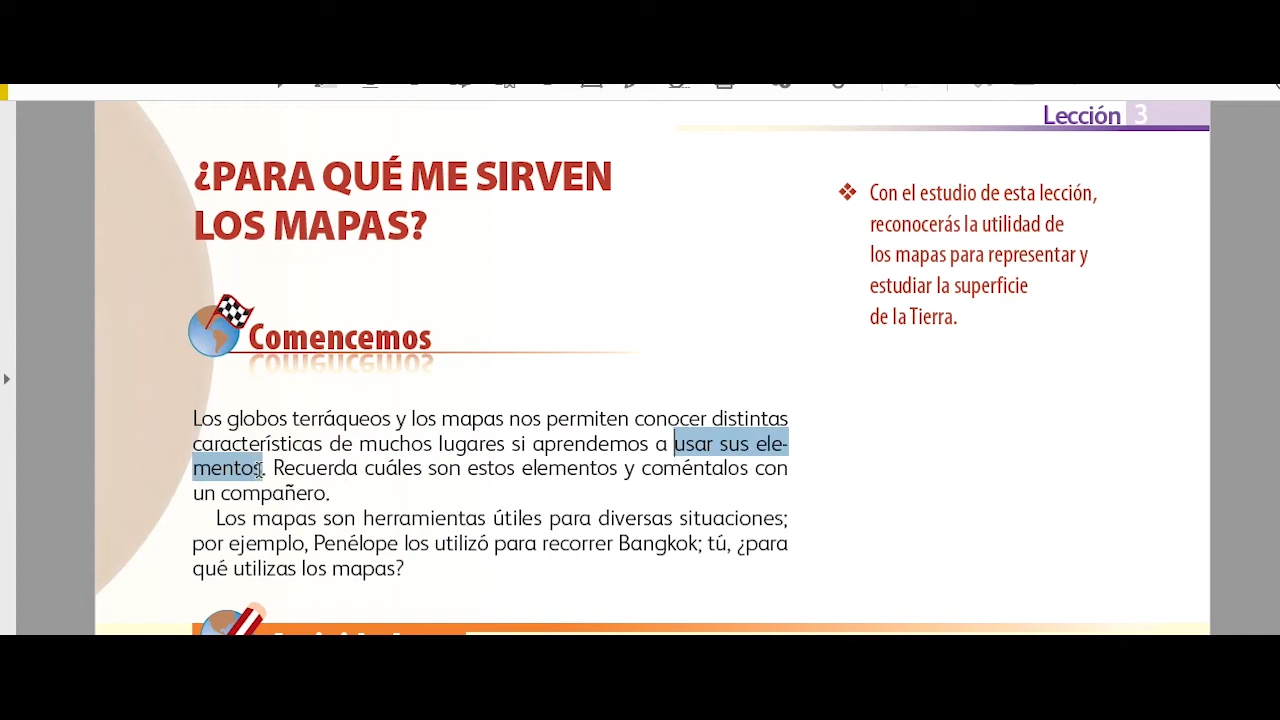 Lección 3
¿PARA QUÉ ME SIRVEN
LOS MAPAS?
Con el estudio de esta lección,
reconocerás la utilidad de
los mapas para representar y
estudiar la superficie
de la Tierra.
Comencemos
Los globos terráqueos y los mapas nos permiten conocer distintas
características de muchos lugares si aprendemos a usar sus ele-
mentos. Recuerda cuáles son estos elementos y coméntalos con
un compañero.
Los mapas son herramientas útiles para diversas situaciones;
por ejemplo, Penélope los utilizó para recorrer Bangkok; tú, ¿para
qué utilizas los mapas?